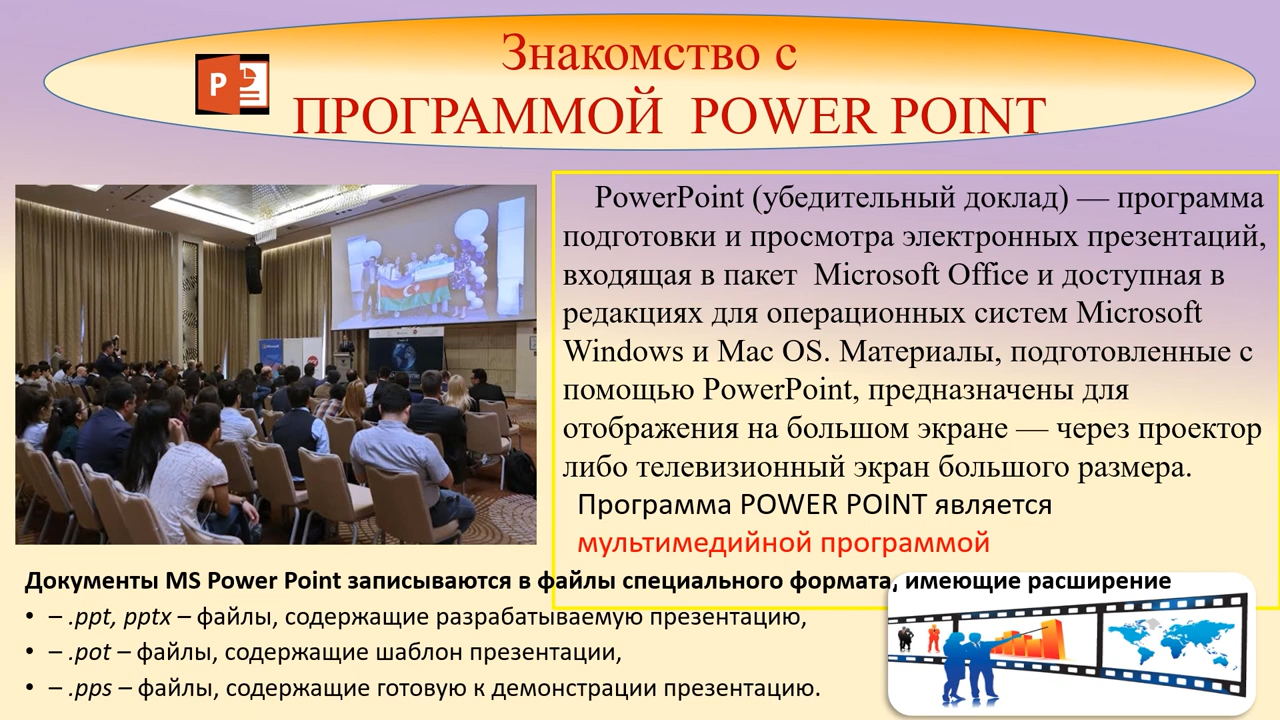 Знакомство с
ПРОГРАММОЙ POWER POINT
P
PowerPoint (убедительный доклад) — программа
подготовки и просмотра электронных презентаций,
входящая в пакет Microsoft Office и доступная в
редакциях для операционных систем Microsoft
Windows и Mac OS. Материалы, подготовленные с
помощью PowerPoint, предназначены для
отображения на большом экране — через проектор
либо телевизионный экран большого размера.
Программа POWER POINT является
мультимедийной программой
Документы MS Power Point записываются в файлы специального формата, имеющие расширение
• – .ppt, pptx – файлы, содержащие разрабатываемую презентацию,
• – .pot – файлы, содержащие шаблон презентации,
• – .pps – файлы, содержащие готовую к демонстрации презентацию.